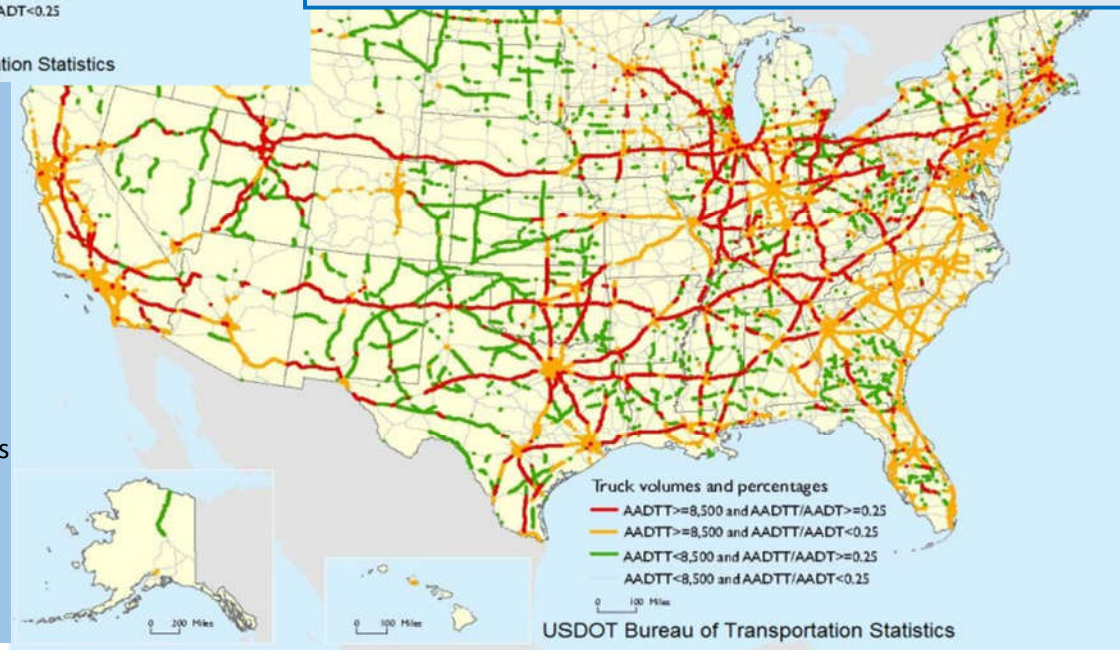 ADT<0.25
tion Statistics
s
Truck volumes and percentages
AADTT>=8,500 and AADTT/AADT>=0.25
AADTT>=8,500 and AADTT/AADT<0.25
AADTT<8,500 and AADTT/AADT>=0.25
AADTT<8,500 and AADTT/AADT<0.25
0 100 Miles
0 200 Miles
0 100 Miles
USDOT Bureau of Transportation Statistics